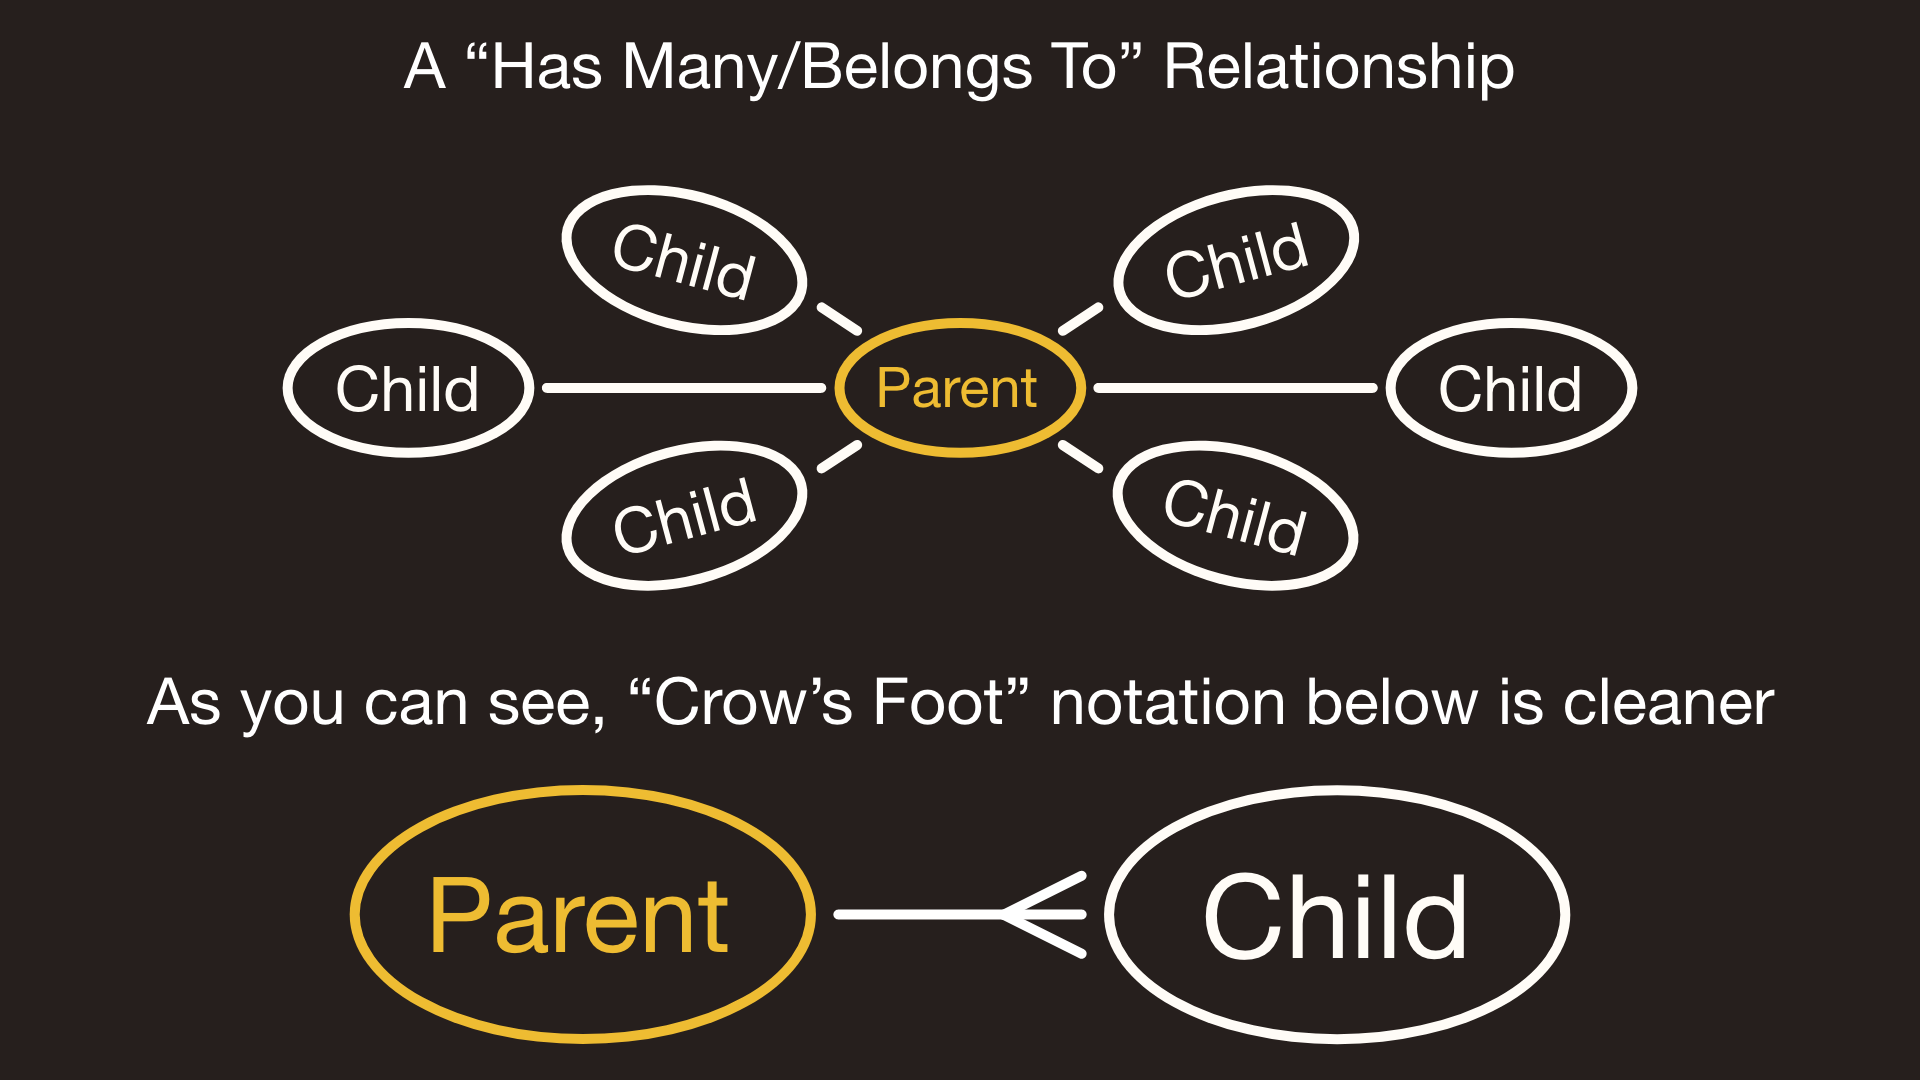 A “Has Many/Belongs To” Relationship
Child
Child
Child
Parent
Child
Child
Child
As you can see, “Crow’s Foot” notation below is cleaner
Parent
Child